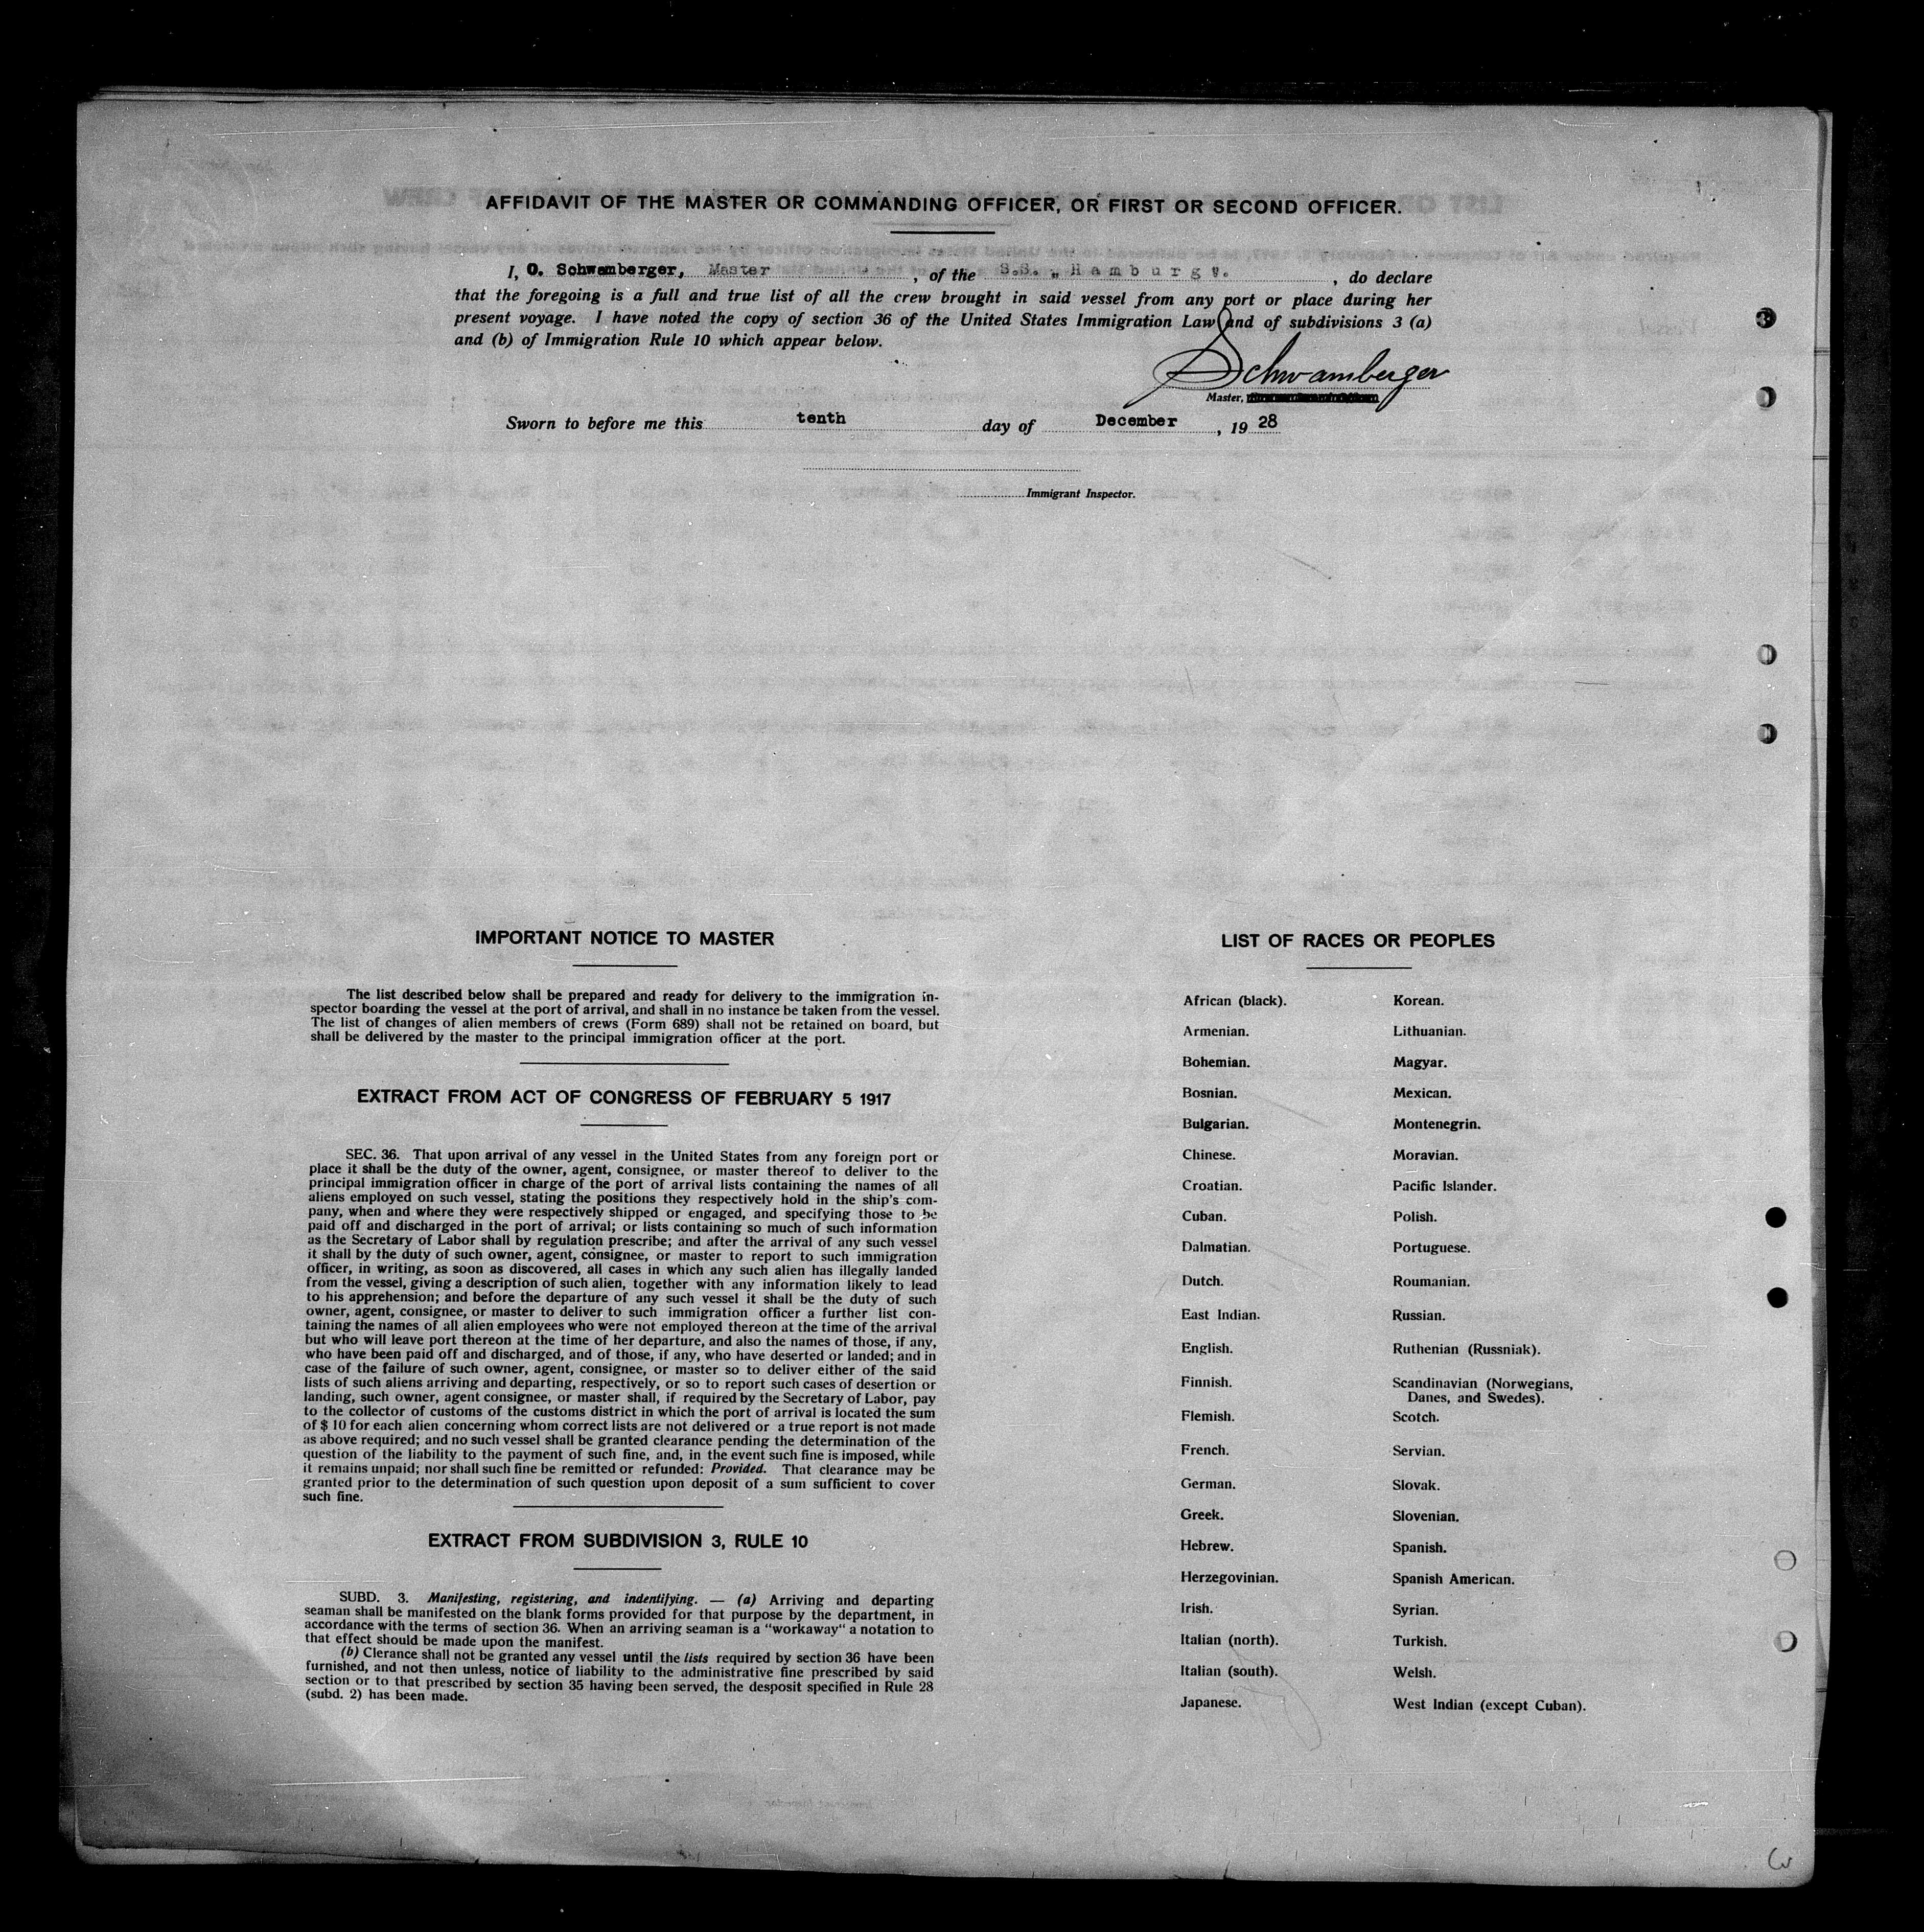 AFFIDAVIT OF THE MASTER OR COMMANDING OFFICER, OR FIRST OR SECOND OFFICER.
I, O. Schwamberger, Master , of the S.S. „ H a m b u r g ". , do declare
that the foregoing is a full and true list of all the crew brought in said vessel from any port or place during her
present voyage. I have noted the copy of section 36 of the United States Immigration Law and of subdivisions 3 (a)
and (b) of Immigration Rule 10 which appear below.
Schwamberger
Master,
Sworn to before me this tenth day of December , 19 28
Immigrant Inspector.
IMPORTANT NOTICE TO MASTER
The list described below shall be prepared and ready for delivery to the immigration in-
spector boarding the vessel at the port of arrival, and shall in no instance be taken from the vessel.
The list of changes of alien members of crews (Form 689) shall not be retained on board, but
shall be delivered by the master to the principal immigration officer at the port.
EXTRACT FROM ACT OF CONGRESS OF FEBRUARY 5 1917
SEC. 36. That upon arrival of any vessel in the United States from any foreign port or
place it shall be the duty of the owner, agent, consignee, or master thereof to deliver to the
principal immigration officer in charge of the port of arrival lists containing the names of all
aliens employed on such vessel, stating the positions they respectively hold in the ship's com-
pany, when and where they were respectively shipped or engaged, and specifying those to be
paid off and discharged in the port of arrival; or lists containing so much of such information
as the Secretary of Labor shall by regulation prescribe; and after the arrival of any such vessel
it shall by the duty of such owner, agent, consignee, or master to report to such immigration
officer, in writing, as soon as discovered, all cases in which any such alien has illegally landed
from the vessel, giving a description of such alien, together with any information likely to lead
to his apprehension; and before the departure of any such vessel it shall be the duty of such
owner, agent, consignee, or master to deliver to such immigration officer a further list con-
taining the names of all alien employees who were not employed thereon at the time of the arrival
but who will leave port thereon at the time of her departure, and also the names of those, if any,
who have been paid off and discharged, and of those, if any, who have deserted or landed; and in
case of the failure of such owner, agent, consignee, or master so to deliver either of the said
lists of such aliens arriving and departing, respectively, or so to report such cases of desertion or
landing, such owner, agent consignee, or master shall, if required by the Secretary of Labor, pay
to the collector of customs of the customs district in which the port of arrival is located the sum
of $ 10 for each alien concerning whom correct lists are not delivered or a true report is not made
as above required; and no such vessel shall be granted clearance pending the determination of the
question of the liability to the payment of such fine, and, in the event such fine is imposed, while
it remains unpaid; nor shall such fine be remitted or refunded: Provided. That clearance may be
granted prior to the determination of such question upon deposit of a sum sufficient to cover
such fine.
EXTRACT FROM SUBDIVISION 3, RULE 10
SUBD. 3. Manifesting, registering, and indentifying. — (a) Arriving and departing
seaman shall be manifested on the blank forms provided for that purpose by the department, in
accordance with the terms of section 36. When an arriving seaman is a "workaway" a notation to
that effect should be made upon the manifest.
(b) Clerance shall not be granted any vessel until the lists required by section 36 have been
furnished, and not then unless, notice of liability to the administrative fine prescribed by said
section or to that prescribed by section 35 having been served, the desposit specified in Rule 28
(subd. 2) has been made.
LIST OF RACES OR PEOPLES
African (black).
Armenian.
Bohemian.
Bosnian.
Bulgarian.
Chinese.
Croatian.
Cuban.
Dalmatian.
Dutch.
East Indian.
English.
Finnish.
Flemish.
French.
German.
Greek.
Hebrew.
Herzegovinian.
Irish.
Italian (north).
Italian (south).
Japanese.
Korean.
Lithuanian.
Magyar.
Mexican.
Montenegrin.
Moravian.
Pacific Islander.
Polish.
Portuguese.
Roumanian.
Russian.
Ruthenian (Russniak).
Scandinavian (Norwegians,
Danes, and Swedes).
Scotch.
Servian.
Slovak.
Slovenian.
Spanish.
Spanish American.
Syrian.
Turkish.
Welsh.
West Indian (except Cuban).